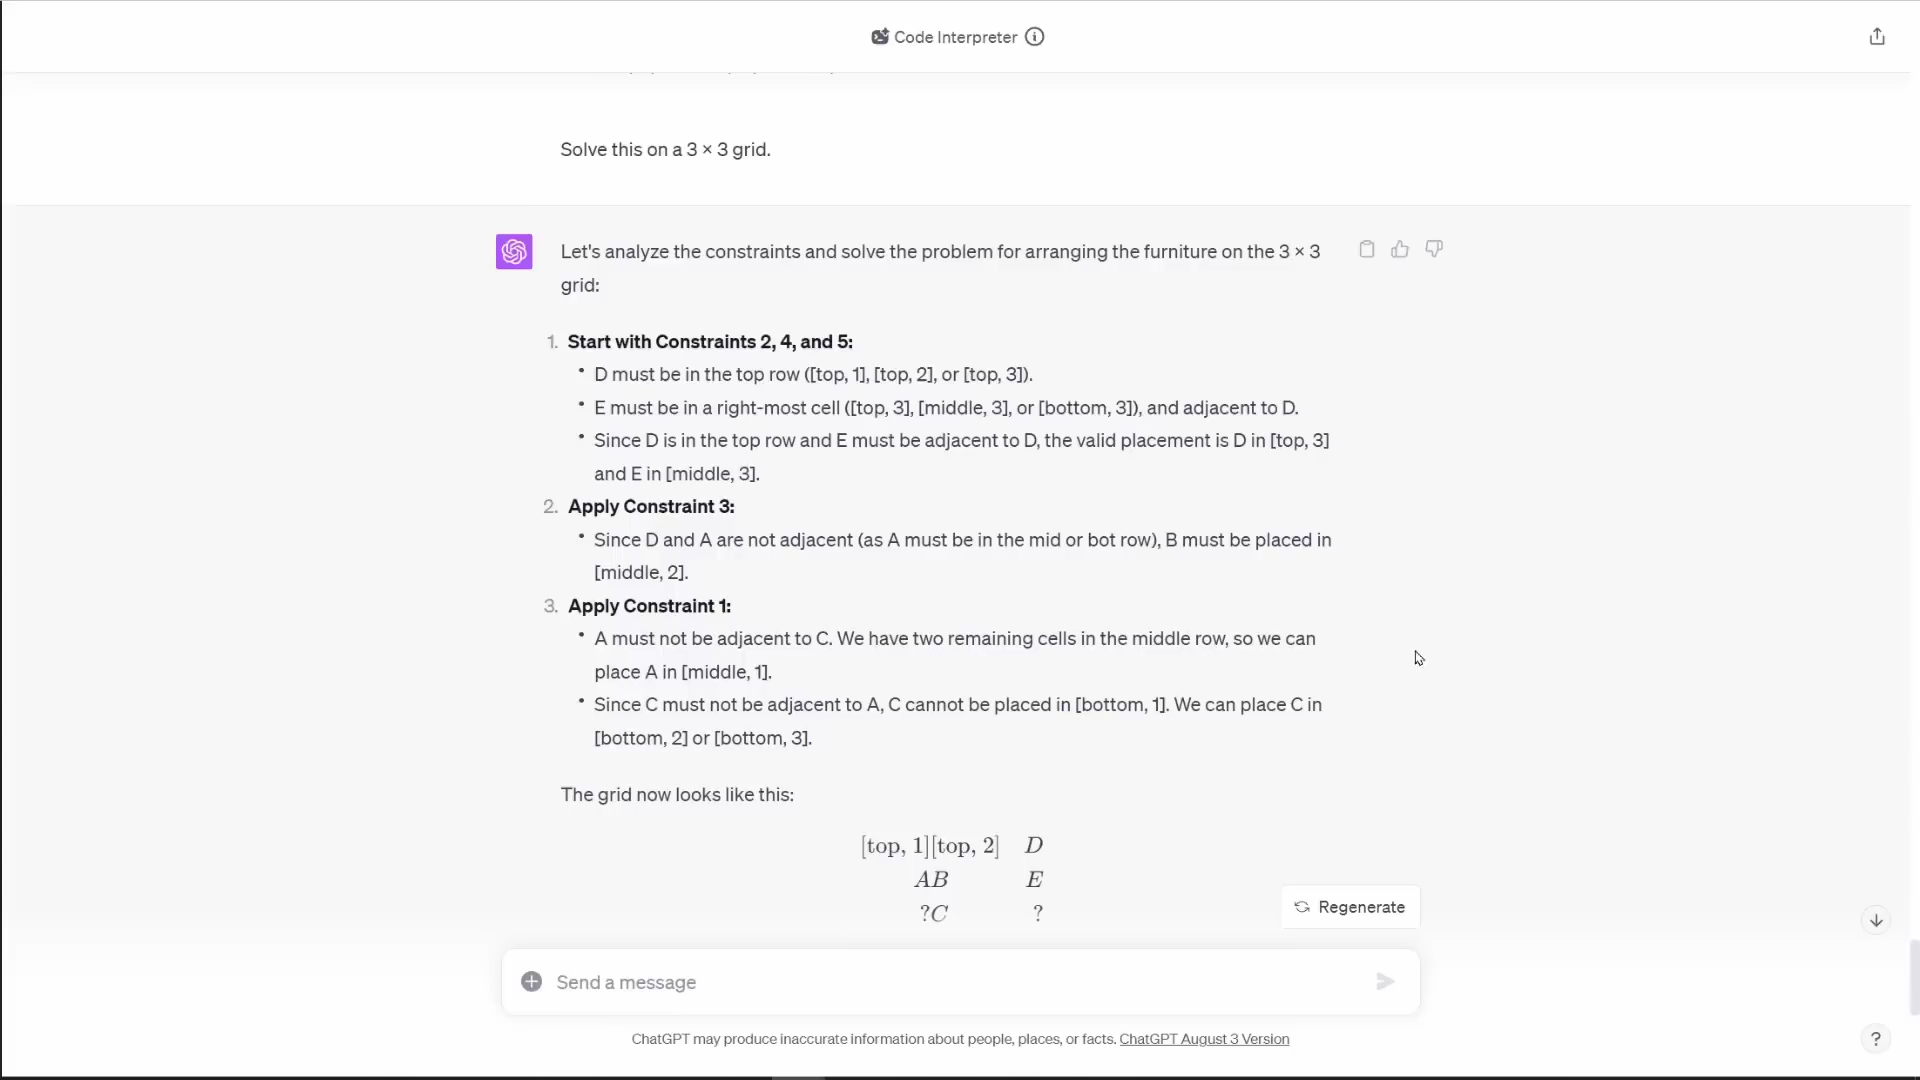 Code Interpreter
Solve this on a 3 × 3 grid.
Let's analyze the constraints and solve the problem for arranging the furniture on the 3 × 3
grid:
1. Start with Constraints 2, 4, and 5:
• D must be in the top row ([top, 1], [top, 2], or [top, 3]).
• E must be in a right-most cell ([top, 3], [middle, 3], or [bottom, 3]), and adjacent to D.
• Since D is in the top row and E must be adjacent to D, the valid placement is D in [top, 3]
and E in [middle, 3].
2. Apply Constraint 3:
• Since D and A are not adjacent (as A must be in the mid or bot row), B must be placed in
[middle, 2].
3. Apply Constraint 1:
• A must not be adjacent to C. We have two remaining cells in the middle row, so we can
place A in [middle, 1].
• Since C must not be adjacent to A, C cannot be placed in [bottom, 1]. We can place C in
[bottom, 2] or [bottom, 3].
The grid now looks like this:
[top, 1][top, 2] D
AB E
?C ?
Regenerate
Send a message
ChatGPT may produce inaccurate information about people, places, or facts. ChatGPT August 3 Version
?